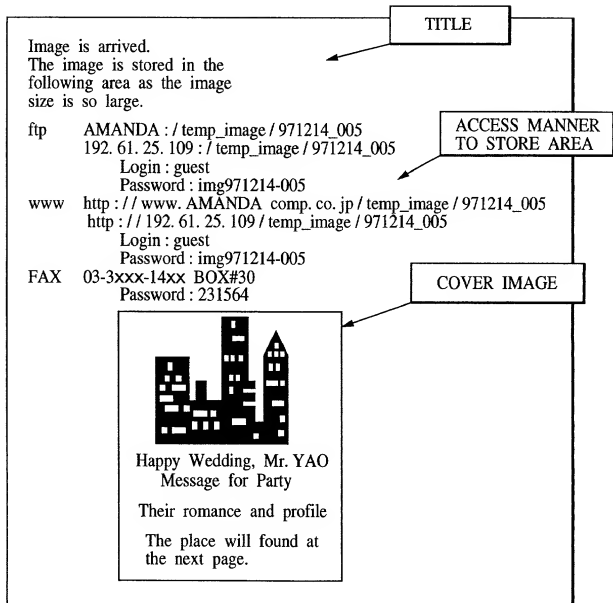 TITLE
Image is arrived.
The image is stored in the
following area as the image
size is so large.
ACCESS MANNER
TO STORE AREA
ftp AMANDA : / temp_image / 971214_005
192. 61. 25. 109 : / temp_image / 971214_005
Login : guest
Password : img971214-005
www http : / / www. AMANDA comp. co. jp / temp_image / 971214_005
http : / / 192. 61. 25. 109 / temp_image / 971214_005
Login : guest
Password : img971214-005
FAX 03-3xxx-14xx BOX#30
Password : 231564
COVER IMAGE
Happy Wedding, Mr. YAO
Message for Party
Their romance and profile
The place will found at
the next page.